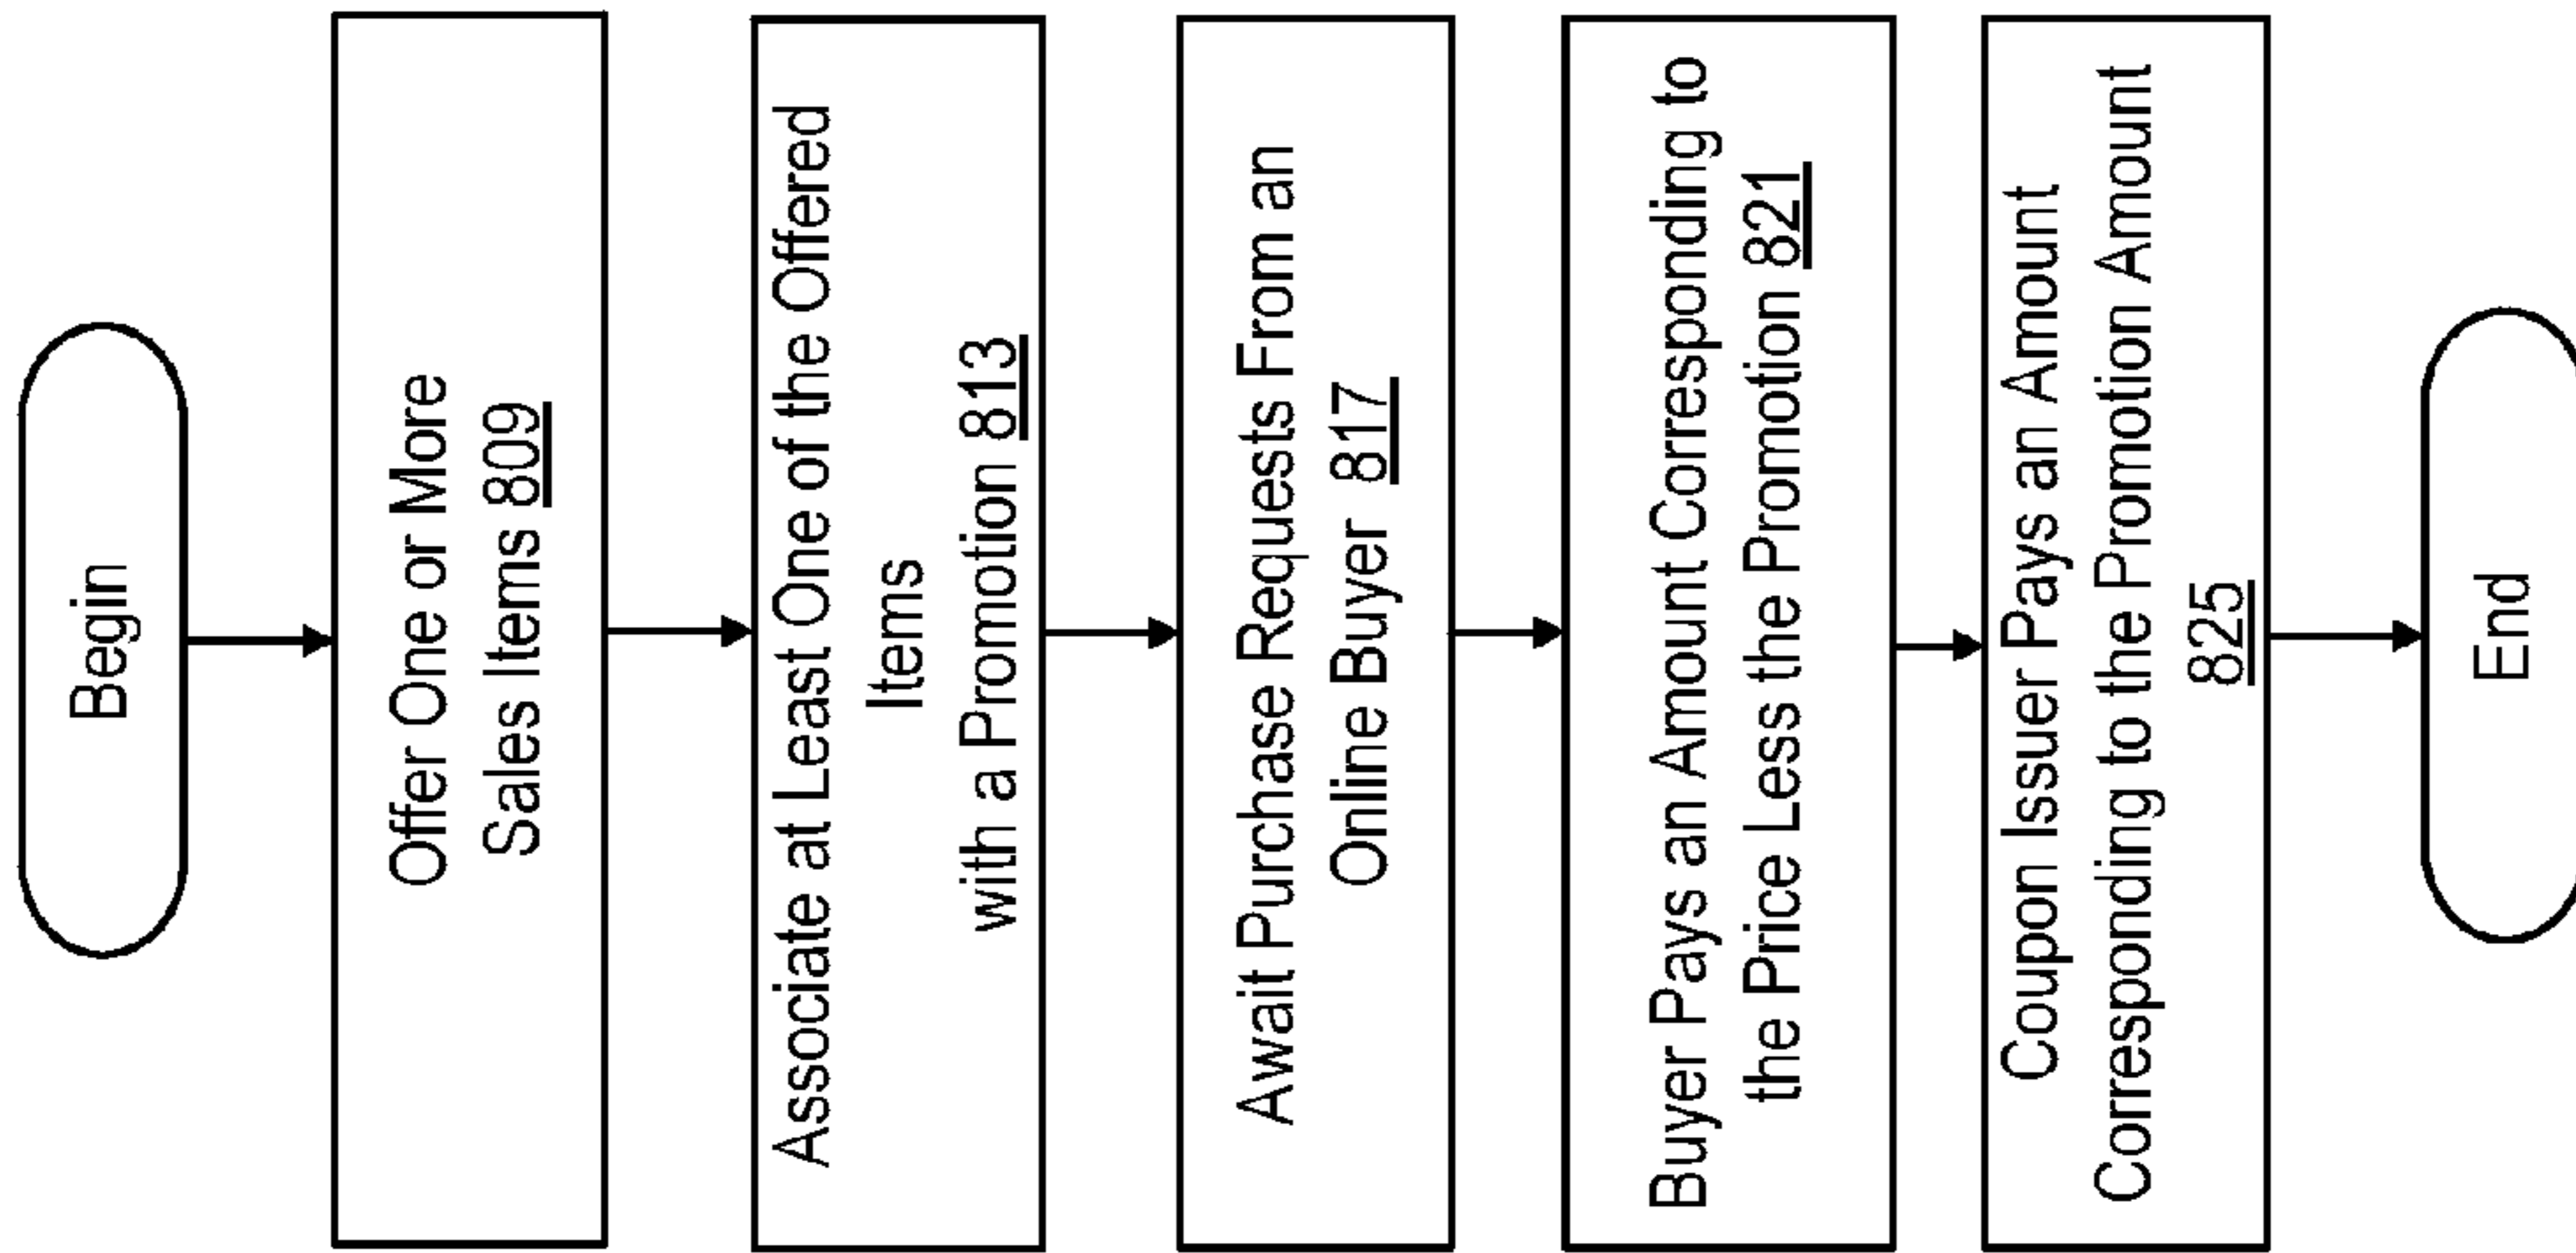 Begin
Offer One or More
Sales Items 809
Associate at Least One of the Offered
Items
with a Promotion 813
Await Purchase Requests From an
Online Buyer 817
Buyer Pays an Amount Corresponding to
the Price Less the Promotion 821
Coupon Issuer Pays an Amount
Corresponding to the Promotion Amount
825
End